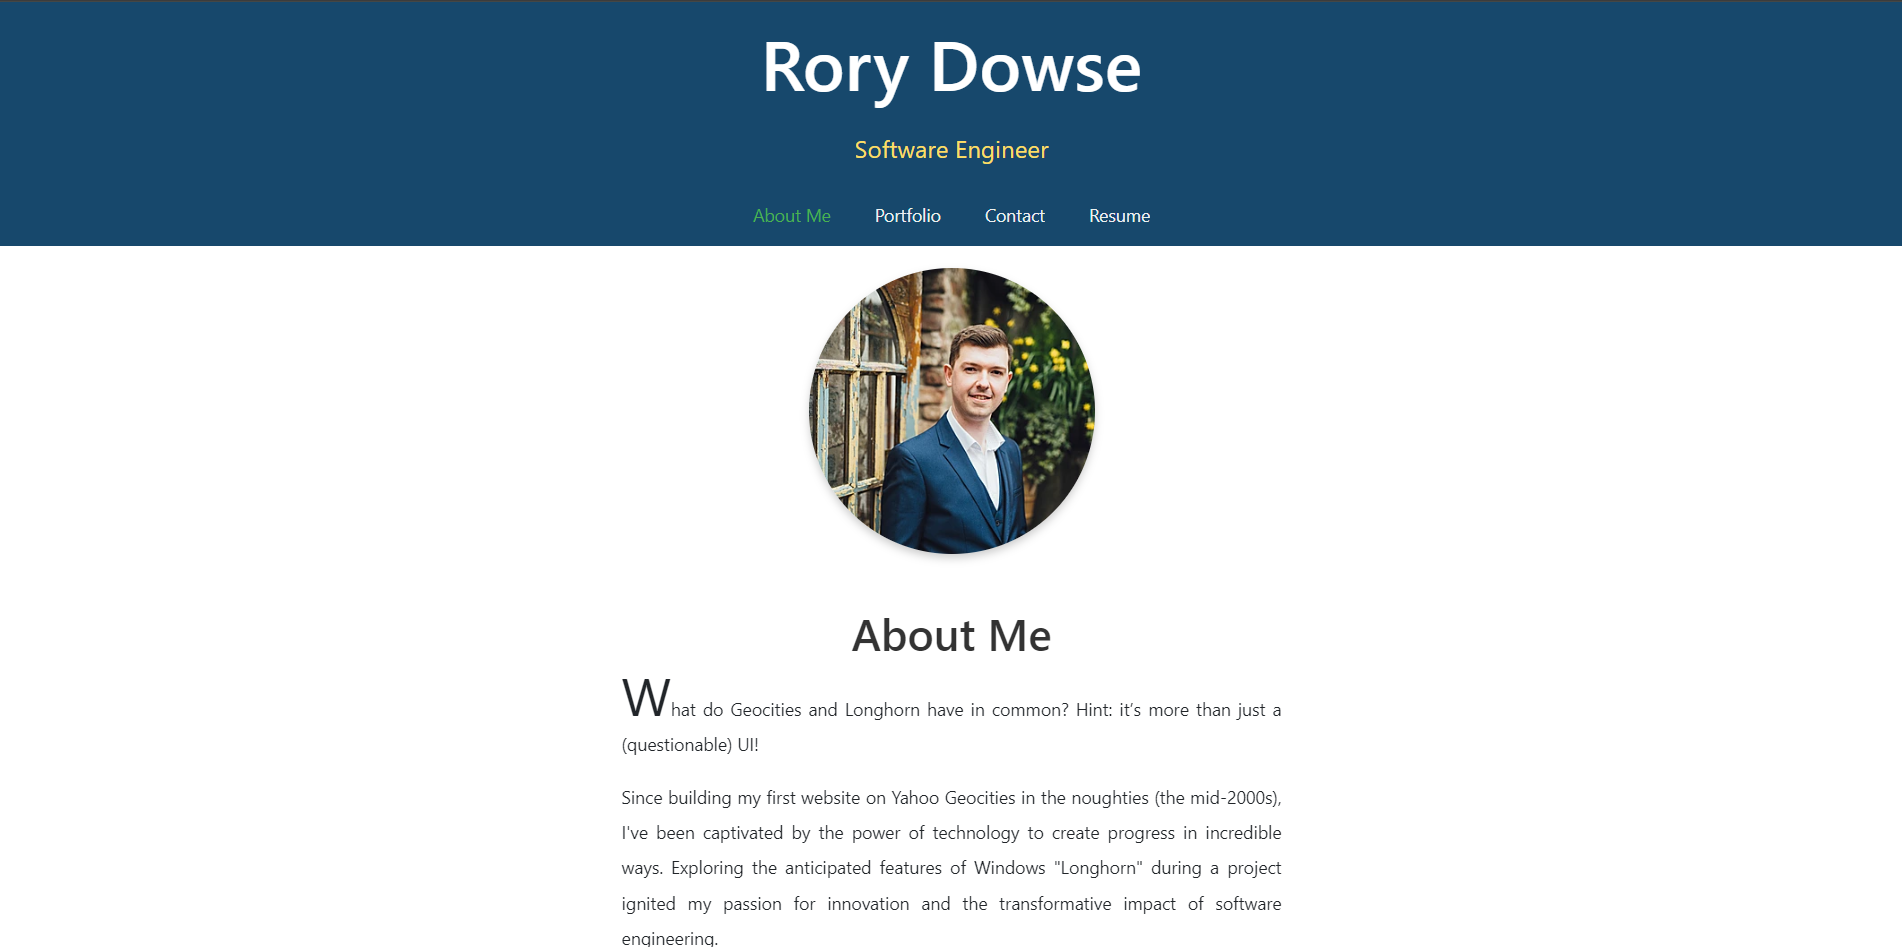 Rory Dowse
Software Engineer
About Me Portfolio Contact Resume
About Me
What do Geocities and Longhorn have in common? Hint: it’s more than just a
(questionable) UI!
Since building my first website on Yahoo Geocities in the noughties (the mid-2000s),
I've been captivated by the power of technology to create progress in incredible
ways. Exploring the anticipated features of Windows "Longhorn" during a project
ignited my passion for innovation and the transformative impact of software
engineering.